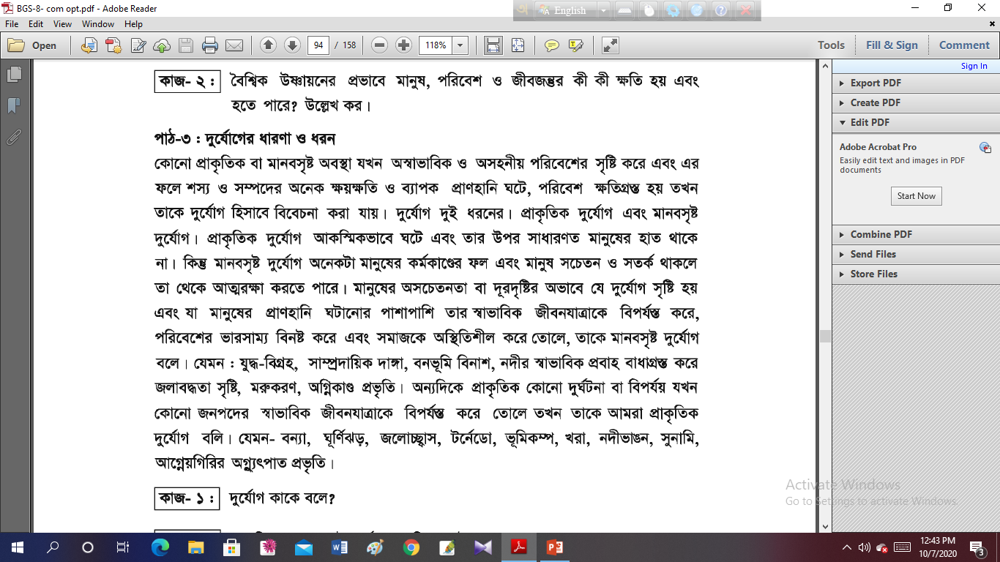 BGS-8- com opt.pdf - Adobe Reader
English
File Edit View Window Help
Open 94 / 158 118% Tools Fill & Sign Comment
Sign In
Export PDF
Create PDF
Edit PDF
Adobe Acrobat Pro
Easily edit text and images in PDF
documents
Start Now
Combine PDF
Send Files
Store Files
কাজ- ২ : বৈশ্বিক উষ্ণায়নের প্রভাবে মানুষ, পরিবেশ ও জীবজন্তুর কী কী ক্ষতি হয় এবং
হতে পারে? উল্লেখ কর।
পাঠ-৩ : দুর্যোগের ধারণা ও ধরন
কোনো প্রাকৃতিক বা মানবসৃষ্ট অবস্থা যখন অস্বাভাবিক ও অসহনীয় পরিবেশের সৃষ্টি করে এবং এর
ফলে শস্য ও সম্পদের অনেক ক্ষয়ক্ষতি ও ব্যাপক প্রাণহানি ঘটে, পরিবেশ ক্ষতিগ্রস্ত হয় তখন
তাকে দুর্যোগ হিসাবে বিবেচনা করা যায়। দুর্যোগ দুই ধরনের। প্রাকৃতিক দুর্যোগ এবং মানবসৃষ্ট
দুর্যোগ। প্রাকৃতিক দুর্যোগ আকস্মিকভাবে ঘটে এবং তার উপর সাধারণত মানুষের হাত থাকে
না। কিন্তু মানবসৃষ্ট দুর্যোগ অনেকটা মানুষের কর্মকাণ্ডের ফল এবং মানুষ সচেতন ও সতর্ক থাকলে
তা থেকে আত্মরক্ষা করতে পারে। মানুষের অসচেতনতা বা দূরদৃষ্টির অভাবে যে দুর্যোগ সৃষ্টি হয়
এবং যা মানুষের প্রাণহানি ঘটানোর পাশাপাশি তার স্বাভাবিক জীবনযাত্রাকে বিপর্যস্ত করে,
পরিবেশের ভারসাম্য বিনষ্ট করে এবং সমাজকে অস্থিতিশীল করে তোলে, তাকে মানবসৃষ্ট দুর্যোগ
বলে। যেমন : যুদ্ধ-বিগ্রহ, সাম্প্রদায়িক দাঙ্গা, বনভূমি বিনাশ, নদীর স্বাভাবিক প্রবাহ বাধাগ্রস্ত করে
জলাবদ্ধতা সৃষ্টি, মরুকরণ, অগ্নিকাণ্ড প্রভৃতি। অন্যদিকে প্রাকৃতিক কোনো দুর্ঘটনা বা বিপর্যয় যখন
কোনো জনপদের স্বাভাবিক জীবনযাত্রাকে বিপর্যস্ত করে তোলে তখন তাকে আমরা প্রাকৃতিক
দুর্যোগ বলি। যেমন- বন্যা, ঘূর্ণিঝড়, জলোচ্ছ্বাস, টর্নেডো, ভূমিকম্প, খরা, নদীভাঙন, সুনামি,
আগ্নেয়গিরির অগ্ন্যুৎপাত প্রভৃতি।
কাজ- ১ : দুর্যোগ কাকে বলে?
Activate Windows
Go to Settings to activate Windows.
12:43 PM
10/7/2020
3